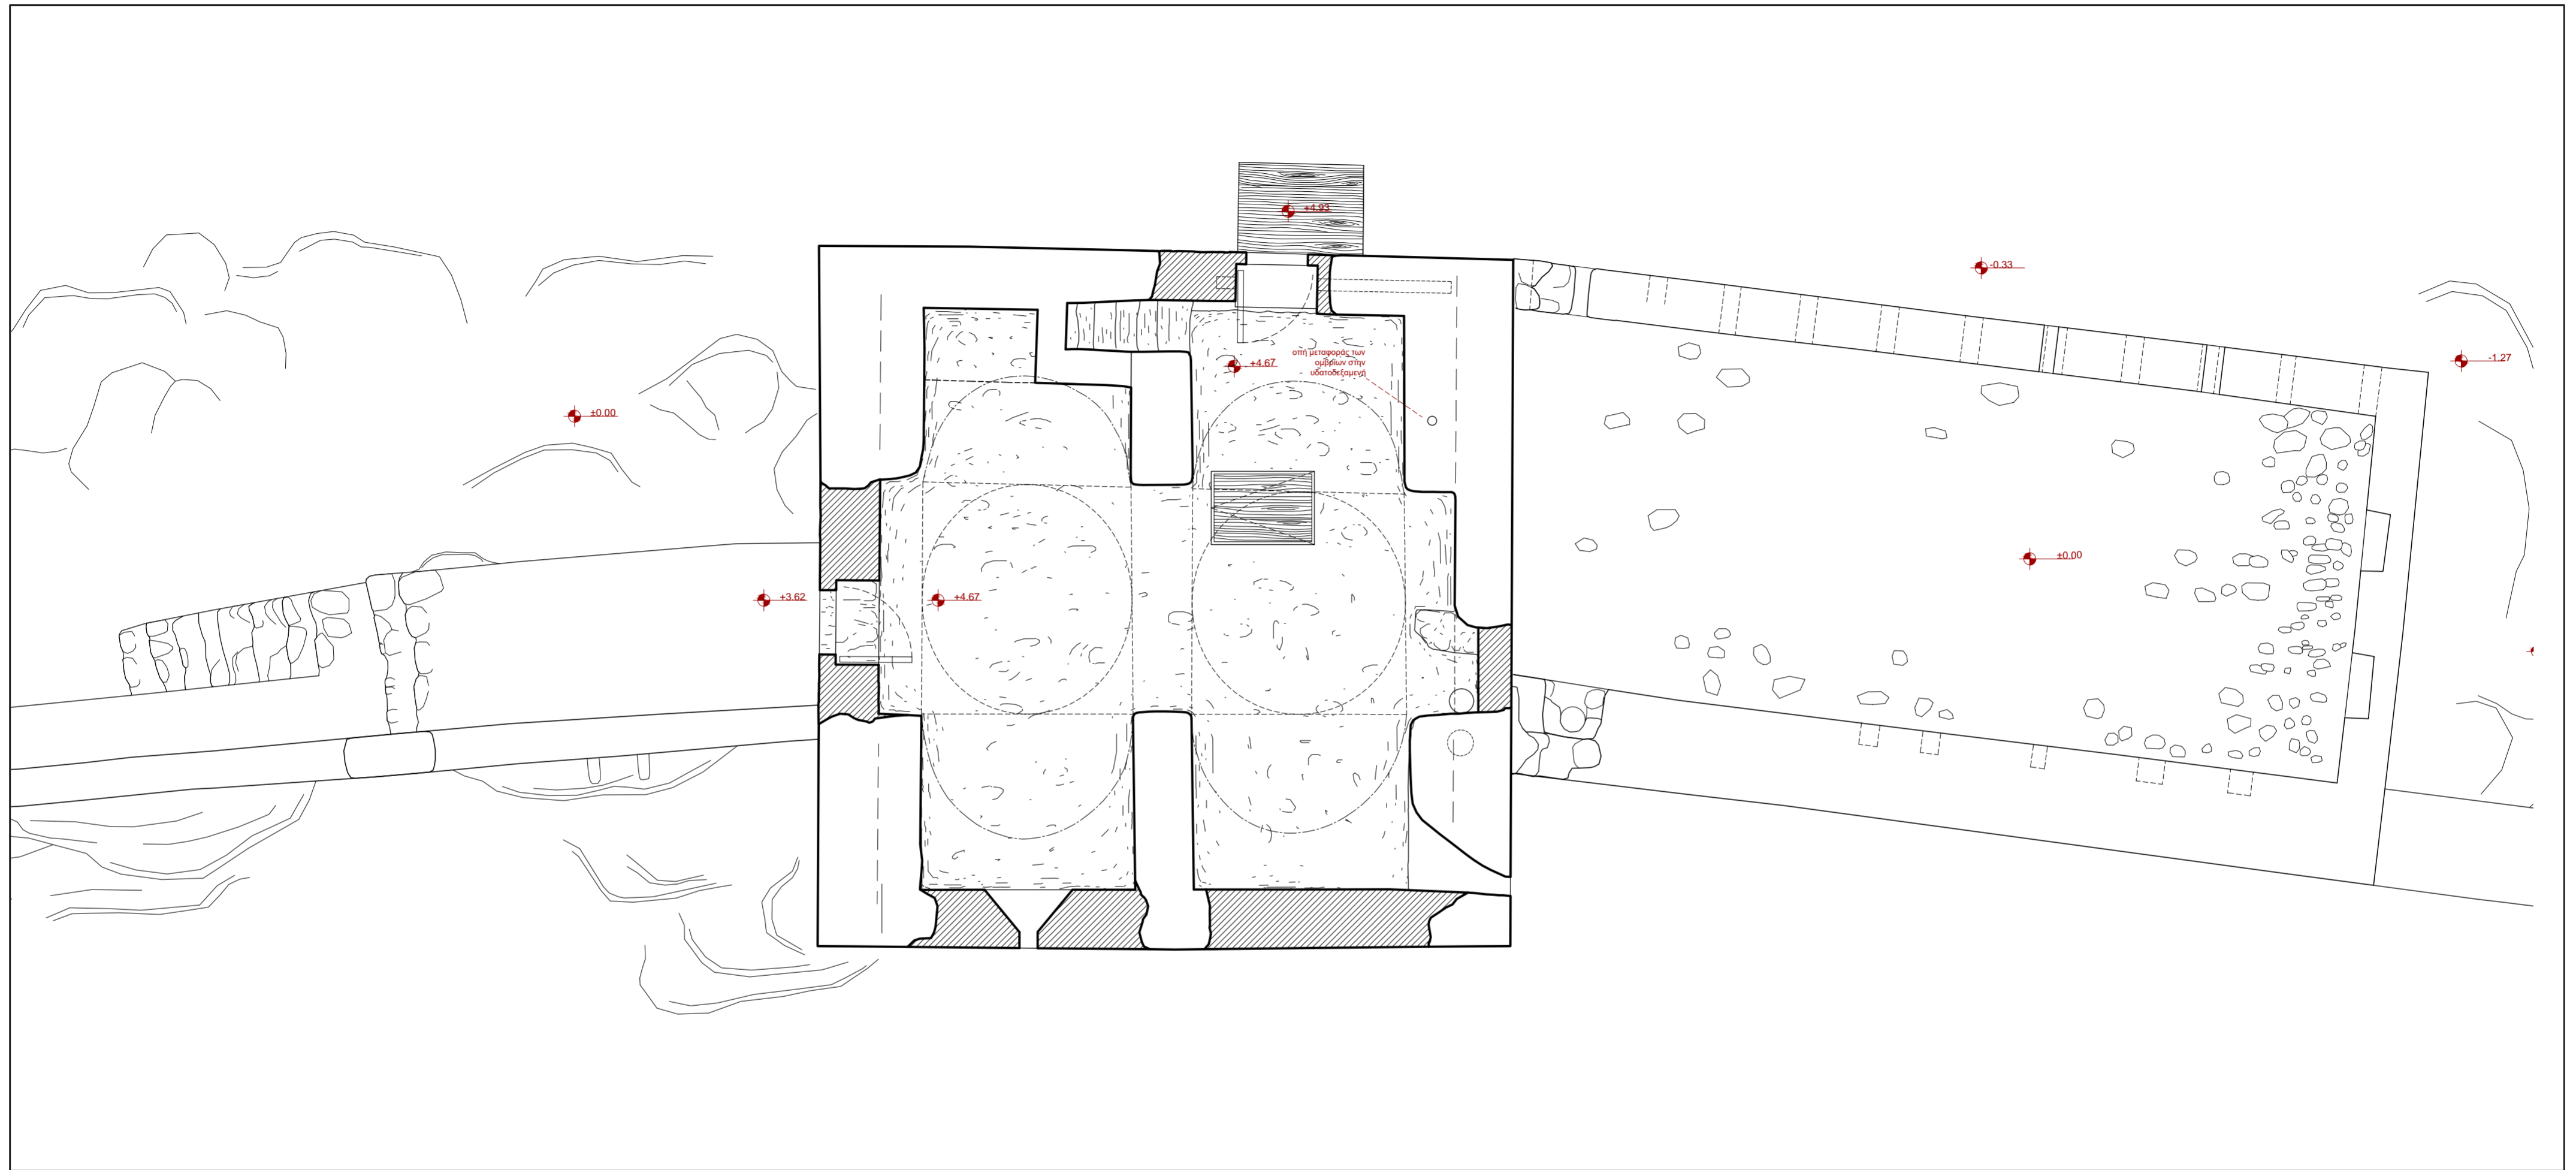 +4.93
-0.33
-1.27
οπή μεταφοράς των
ομβρίων στην
υδατοδεξαμενή
+4.67
±0.00
±0.00
+3.62
+4.67